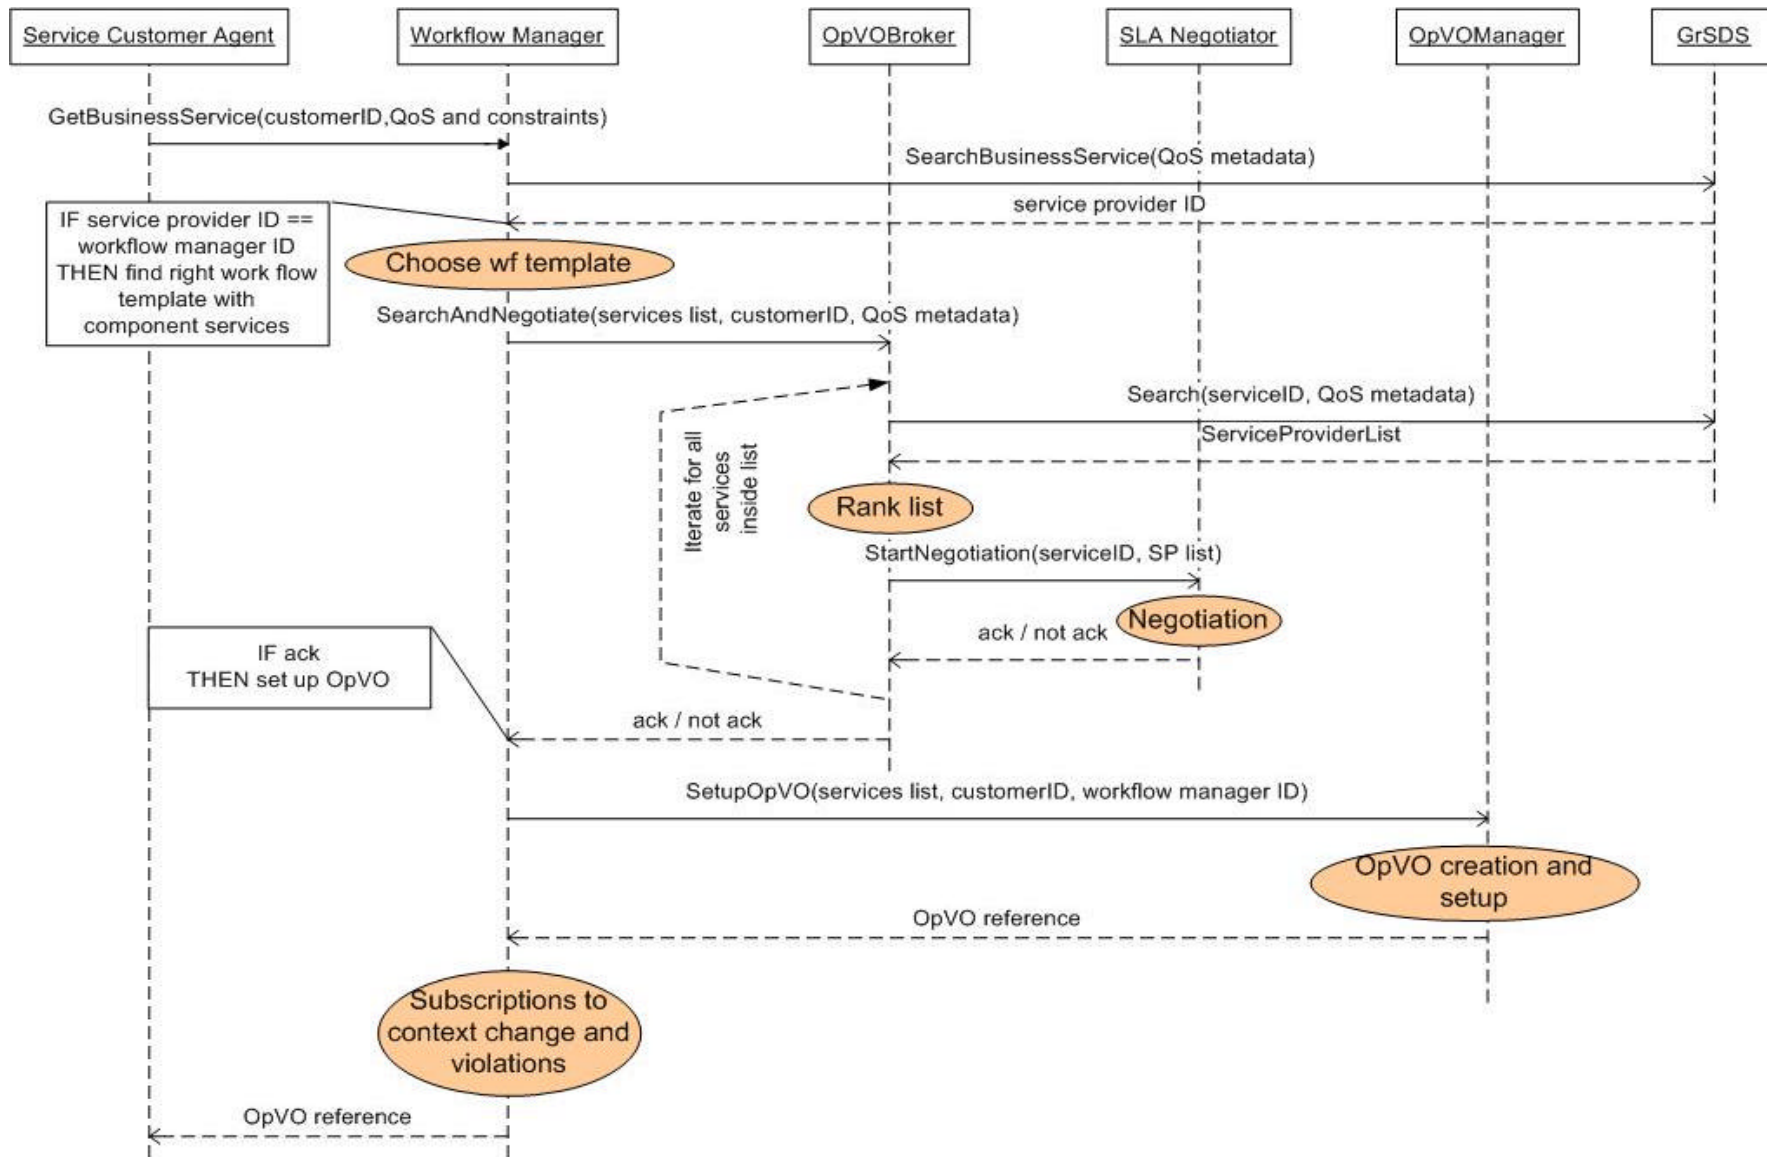 Service Customer Agent
Workflow Manager
OpVOBroker
SLA Negotiator
OpVOManager
GrSDS
GetBusinessService(customerID,QoS and constraints)
SearchBusinessService(QoS metadata)
service provider ID
IF service provider ID ==
workflow manager ID
THEN find right work flow
template with
component services
Choose wf template
SearchAndNegotiate(services list, customerID, QoS metadata)
Search(serviceID, QoS metadata)
ServiceProviderList
Iterate for all
services
inside list
Rank list
StartNegotiation(serviceID, SP list)
Negotiation
ack / not ack
IF ack
THEN set up OpVO
ack / not ack
SetupOpVO(services list, customerID, workflow manager ID)
OpVO creation and
setup
OpVO reference
Subscriptions to
context change and
violations
OpVO reference